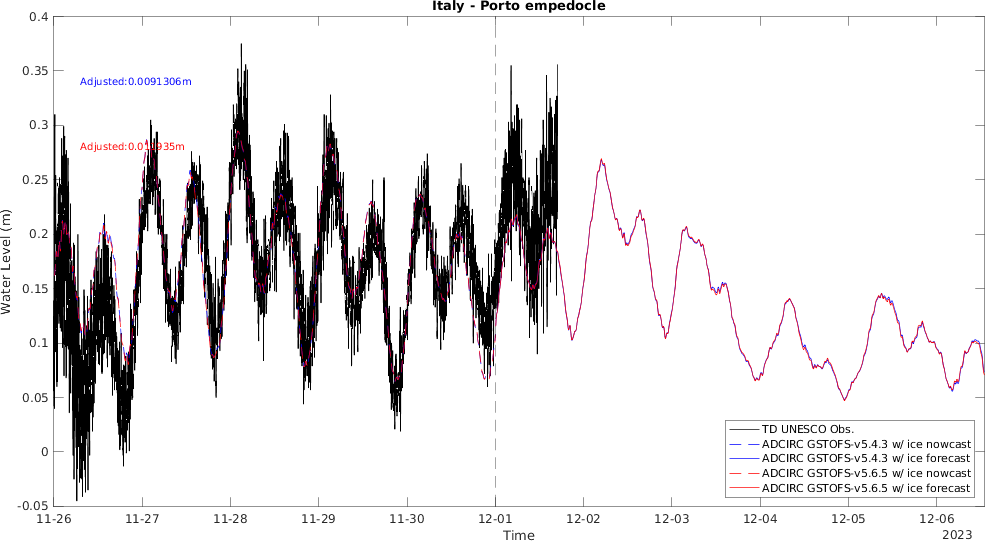 Italy - Porto empedocle
0.4
0.35
0.3
0.25
0.2
0.15
0.1
0.05
0
-0.05
Water Level (m)
Adjusted:0.0091306m
11-26
11-27
11-28
11-29
11-30
12-01
12-02
12-03
12-04
12-05
12-06
Time
2023
TD UNESCO Obs.
ADCIRC GSTOFS-v5.4.3 w/ ice nowcast
ADCIRC GSTOFS-v5.4.3 w/ ice forecast
ADCIRC GSTOFS-v5.6.5 w/ ice nowcast
ADCIRC GSTOFS-v5.6.5 w/ ice forecast